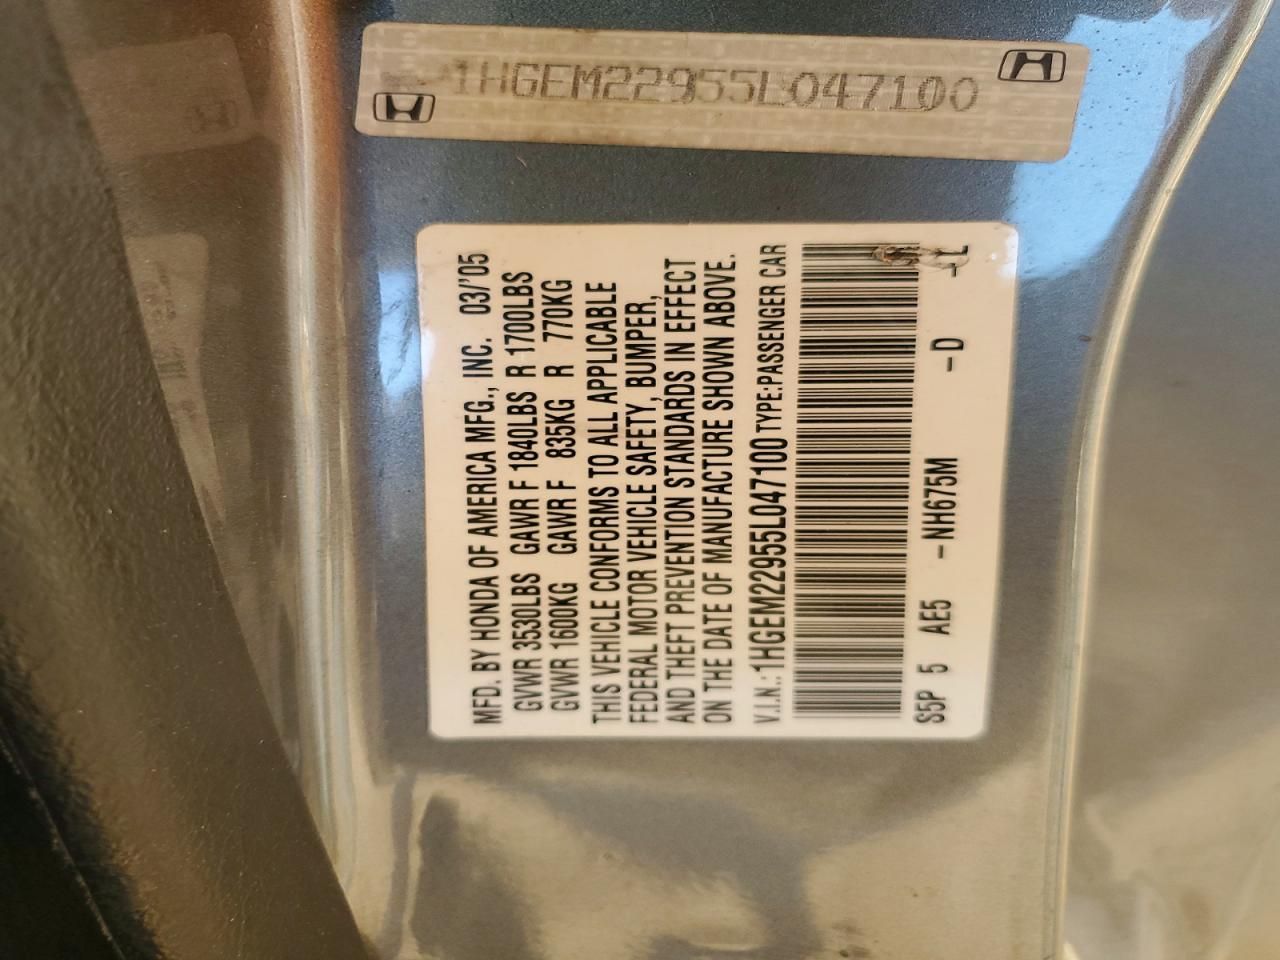 1HGEM22955L047100
MFD. BY HONDA OF AMERICA MFG., INC. 03/'05
GVWR 3530LBS GAWR F 1840LBS R 1700LBS
GVWR 1600KG GAWR F 835KG R 770KG
THIS VEHICLE CONFORMS TO ALL APPLICABLE
FEDERAL MOTOR VEHICLE SAFETY, BUMPER,
AND THEFT PREVENTION STANDARDS IN EFFECT
ON THE DATE OF MANUFACTURE SHOWN ABOVE.
V.I.N.:1HGEM22955L047100 TYPE:PASSENGER CAR
S5P 5 AE5 -NH675M -D -L